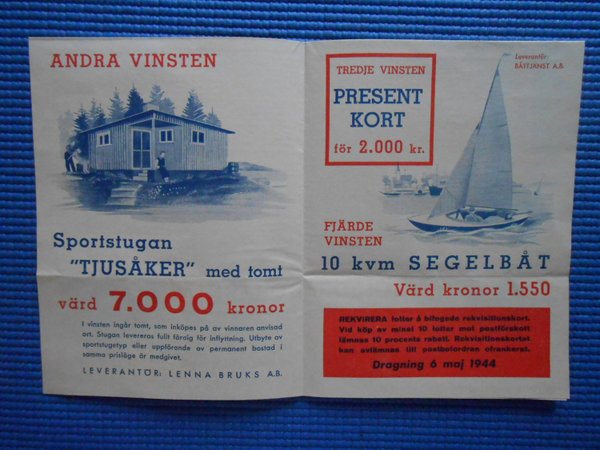 ANDRA VINSTEN
Sportstugan
"TJUSÅKER" med tomt
värd 7.000 kronor
I vinsten ingår tomt, som inköpes på av vinnaren anvisad
ort. Stugan levereras fullt färdig för inflyttning. Utbyte av
sportstugetyp eller uppförande av permanent bostad i
samma prisläge är medgivet.
LEVERANTÖR: LENNA BRUKS A.B.
TREDJE VINSTEN
PRESENT
KORT
för 2.000 kr.
Leverantör:
BÅTTJÄNST A.B.
FJÄRDE
VINSTEN
10 kvm SEGELBÅT
Värd kronor 1.550
REKVIRERA lotter å bifogade rekvisitionskort.
Vid köp av minst 10 lotter mot postförskott
lämnas 10 procents rabatt. Rekvisitionskortet
kan avlämnas till postbefordran ofrankerat.
Dragning 6 maj 1944